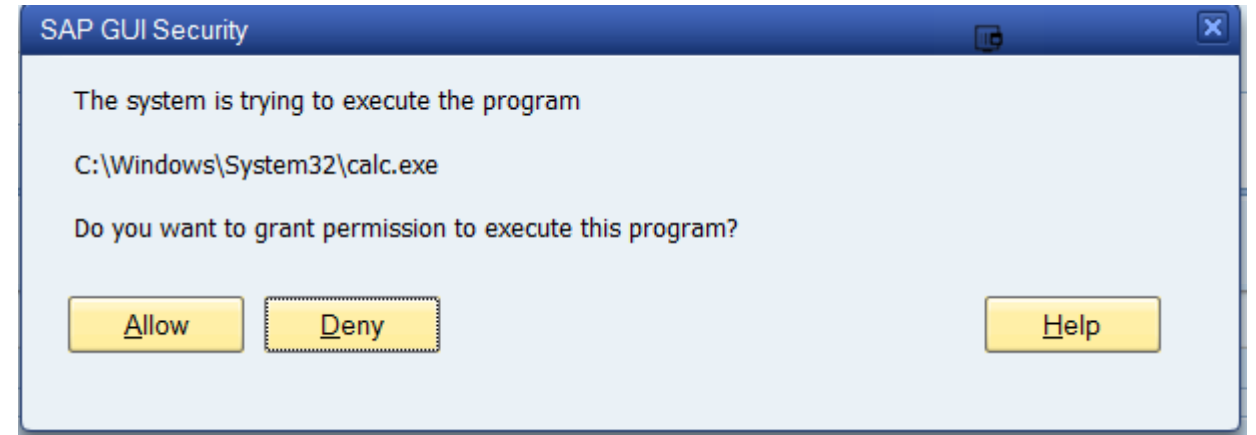 SAP GUI Security
The system is trying to execute the program
C:\Windows\System32\calc.exe
Do you want to grant permission to execute this program?
Allow Deny Help